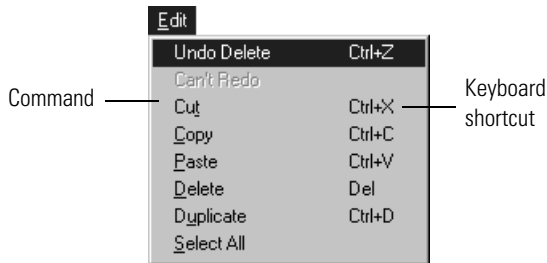 Edit
Undo Delete Ctrl+Z
Can't Redo
Command
Cut Ctrl+X
Keyboard shortcut
Copy Ctrl+C
Paste Ctrl+V
Delete Del
Duplicate Ctrl+D
Select All